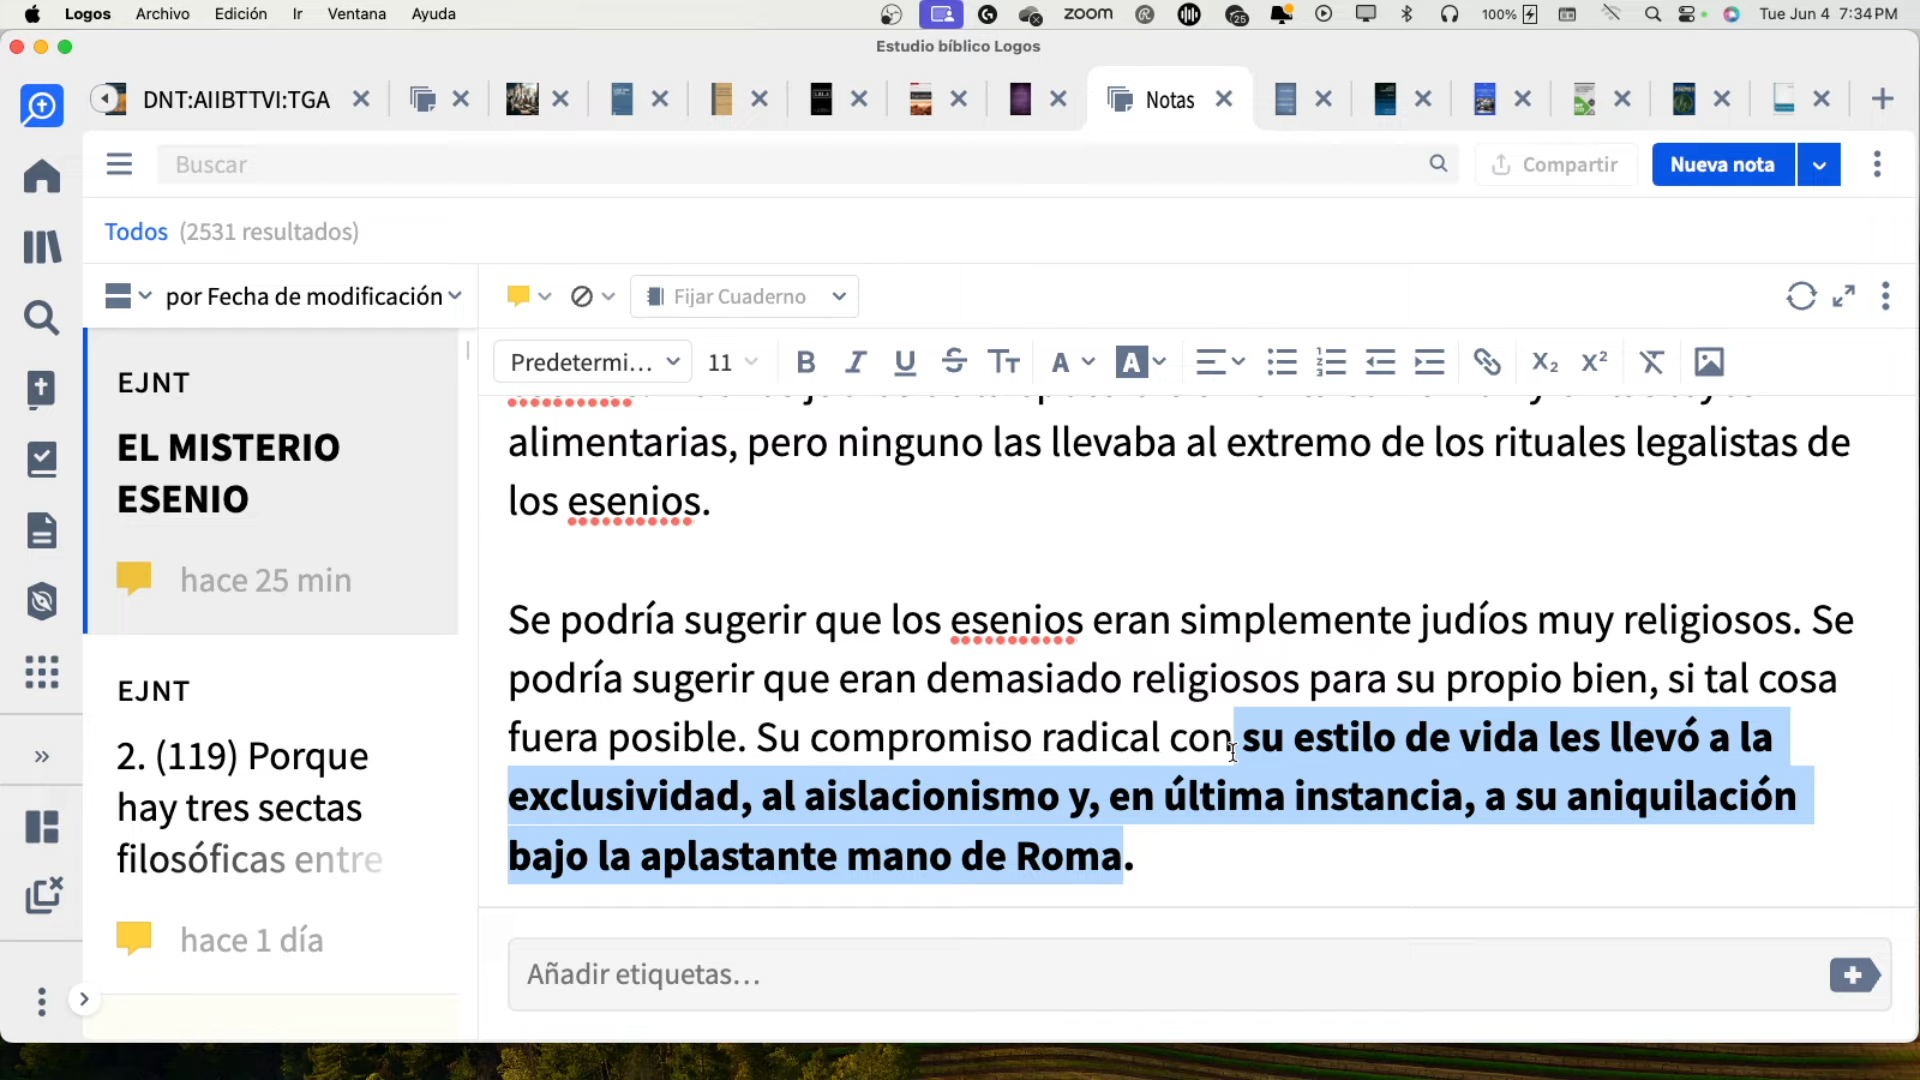 Logos Archivo Edición Ir Ventana Ayuda zoom 25 100% Tue Jun 4 7:34 PM
Estudio bíblico Logos
DNT:AIIBTTVI:TGA Notas
Buscar Compartir Nueva nota
Todos (2531 resultados)
por Fecha de modificación Fijar Cuaderno
Predetermi... 11
EJNT
EL MISTERIO
ESENIO
hace 25 min
EJNT
2. (119) Porque
hay tres sectas
filosóficas entre
hace 1 día
alimentarias, pero ninguno las llevaba al extremo de los rituales legalistas de
los esenios.
Se podría sugerir que los esenios eran simplemente judíos muy religiosos. Se
podría sugerir que eran demasiado religiosos para su propio bien, si tal cosa
fuera posible. Su compromiso radical con su estilo de vida les llevó a la
exclusividad, al aislacionismo y, en última instancia, a su aniquilación
bajo la aplastante mano de Roma.
Añadir etiquetas...